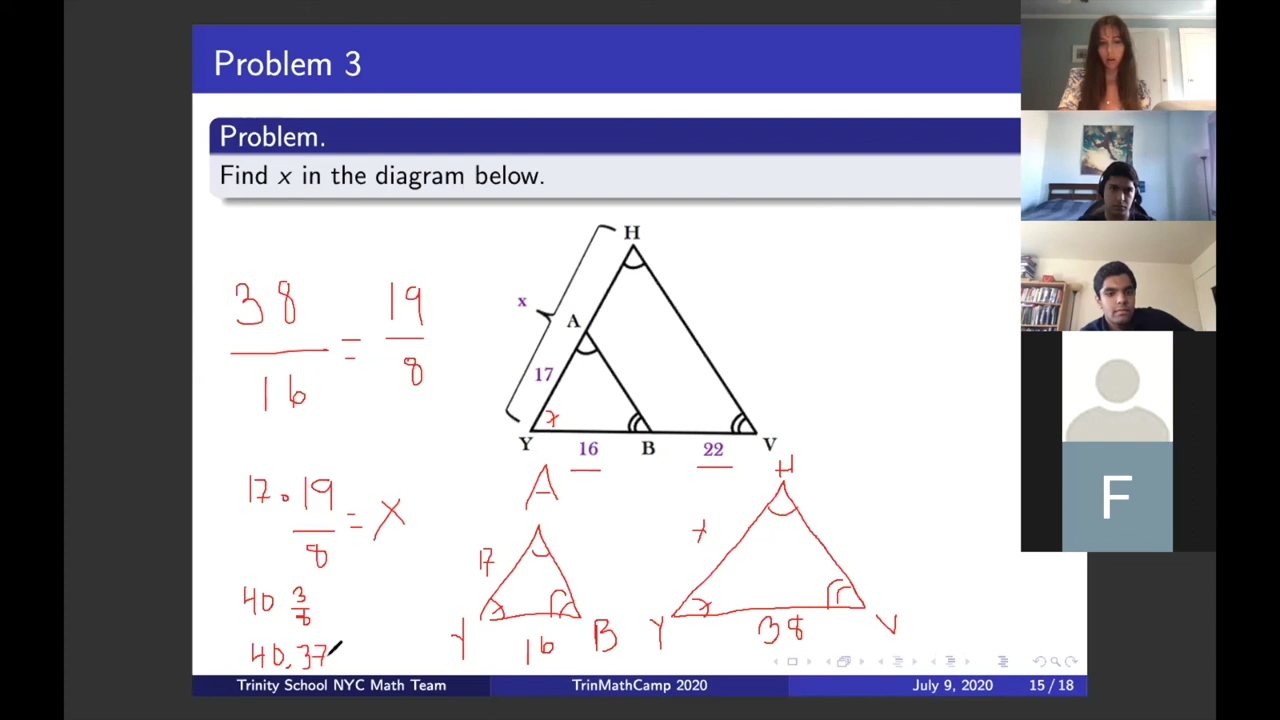 Problem 3
Problem.
Find x in the diagram below.
H
x
A
17
x
Y
16
B
22
V
38
16
=
19
8
17 · 19
8
= x
40 3
8
40.37
A
17
x
Y
16
B
H
x
x
Y
38
V
F
Trinity School NYC Math Team
TrinMathCamp 2020
July 9, 2020
15 / 18